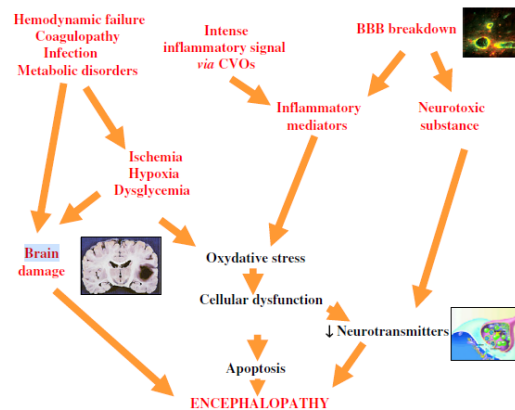 Hemodynamic failure
Coagulopathy
Infection
Metabolic disorders
Intense
inflammatory signal
via CVOs
BBB breakdown
Inflammatory
mediators
Neurotoxic
substance
Ischemia
Hypoxia
Dysglycemia
Brain
damage
Oxydative stress
Cellular dysfunction
↓ Neurotransmitters
Apoptosis
ENCEPHALOPATHY